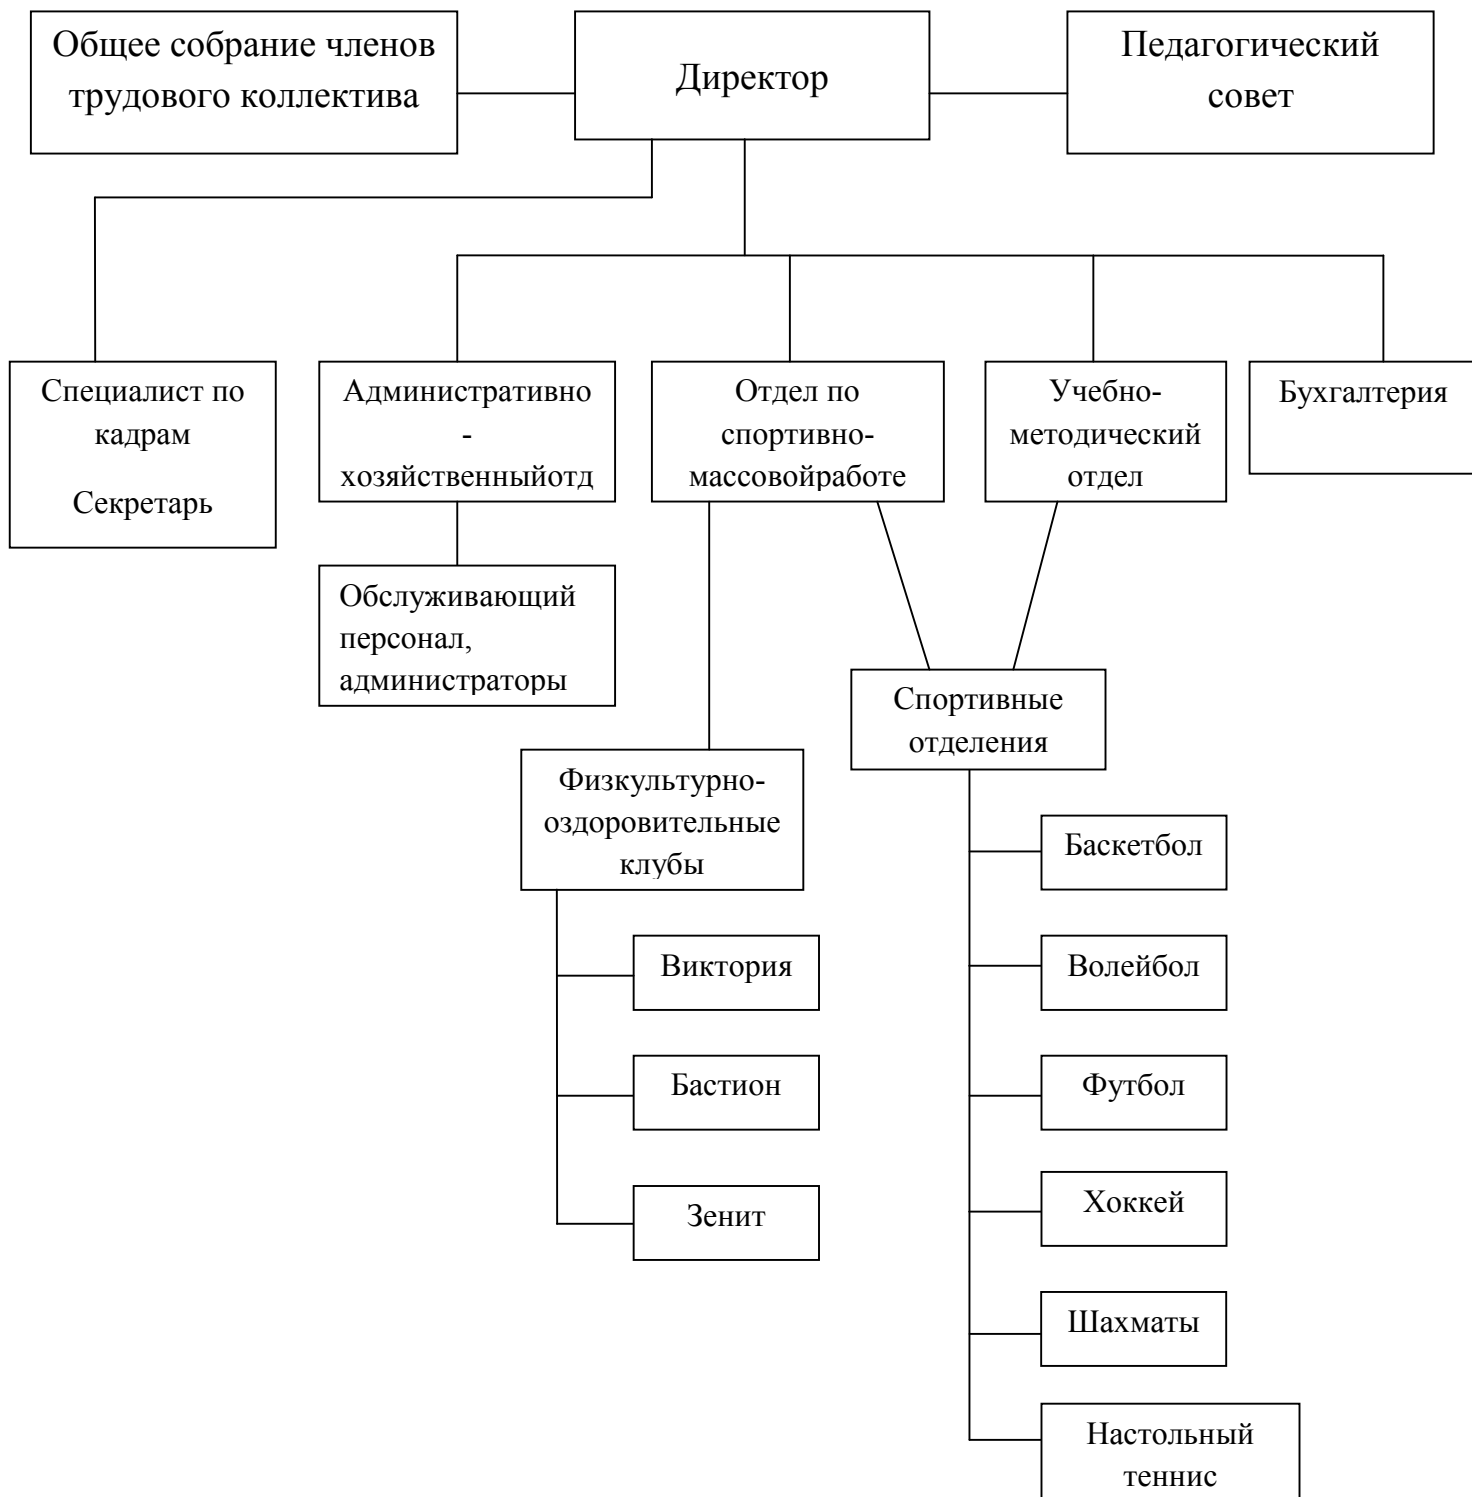 Общее собрание членов
трудового коллектива
Директор
Педагогический
совет
Специалист по
кадрам
Секретарь
Административно
-
хозяйственныйотд
Отдел по
спортивно-
массовойработе
Учебно-
методический
отдел
Бухгалтерия
Обслуживающий
персонал,
администраторы
Спортивные
отделения
Физкультурно-
оздоровительные
клубы
Баскетбол
Виктория
Волейбол
Бастион
Футбол
Хоккей
Зенит
Шахматы
Настольный
теннис